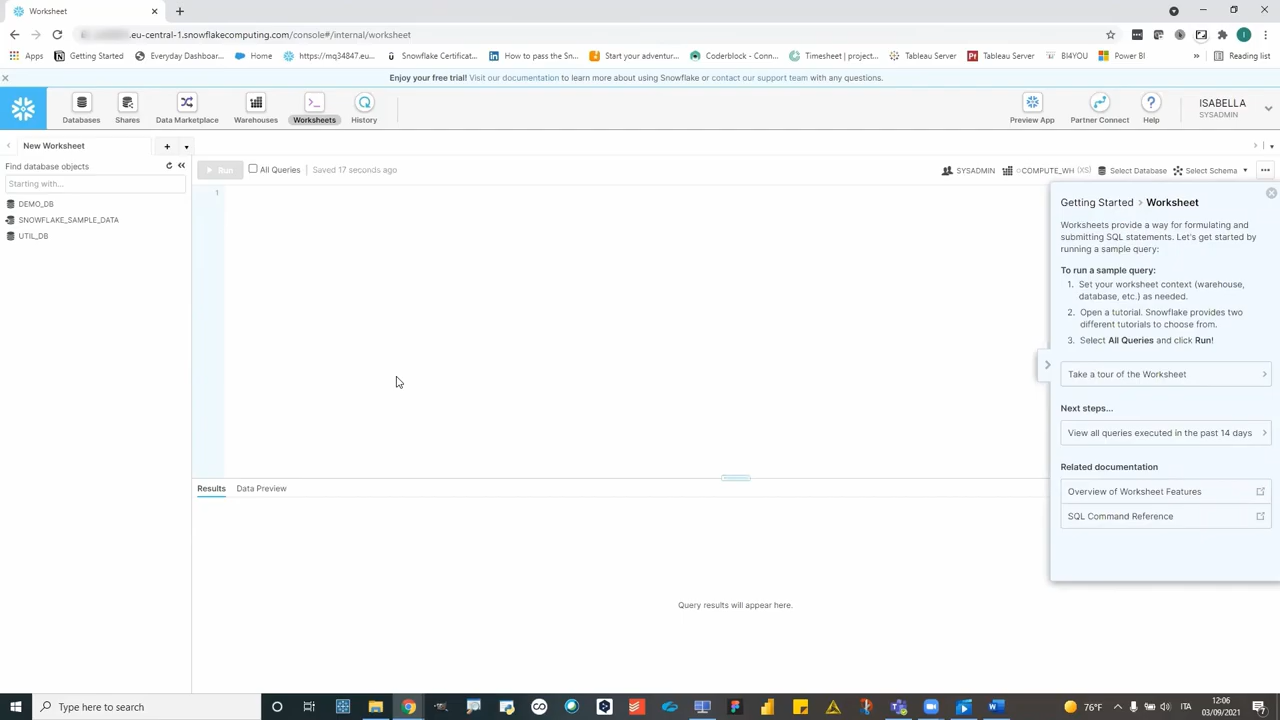 Worksheet
.eu-central-1.snowflakecomputing.com/console#/internal/worksheet
Apps Getting Started Everyday Dashboar... Home https://mq34847.eu... Snowflake Certificat... How to pass the Sn... Start your adventur... Coderblock - Conn... Timesheet | project... Tableau Server Tableau Server BI4YOU Power BI » Reading list
Enjoy your free trial! Visit our documentation to learn more about using Snowflake or contact our support team with any questions.
Databases Shares Data Marketplace Warehouses Worksheets History Preview App Partner Connect Help
ISABELLA
SYSADMIN
New Worksheet
Find database objects
Starting with...
DEMO_DB
SNOWFLAKE_SAMPLE_DATA
UTIL_DB
Run All Queries Saved 17 seconds ago SYSADMIN COMPUTE_WH (XS) Select Database Select Schema
1
Getting Started › Worksheet
Worksheets provide a way for formulating and
submitting SQL statements. Let's get started by
running a sample query:
To run a sample query:
1. Set your worksheet context (warehouse,
database, etc.) as needed.
2. Open a tutorial. Snowflake provides two
different tutorials to choose from.
3. Select All Queries and click Run!
Take a tour of the Worksheet
Next steps...
View all queries executed in the past 14 days
Related documentation
Overview of Worksheet Features
SQL Command Reference
Results Data Preview
Query results will appear here.
Type here to search
76°F ITA
12:06
03/09/2021